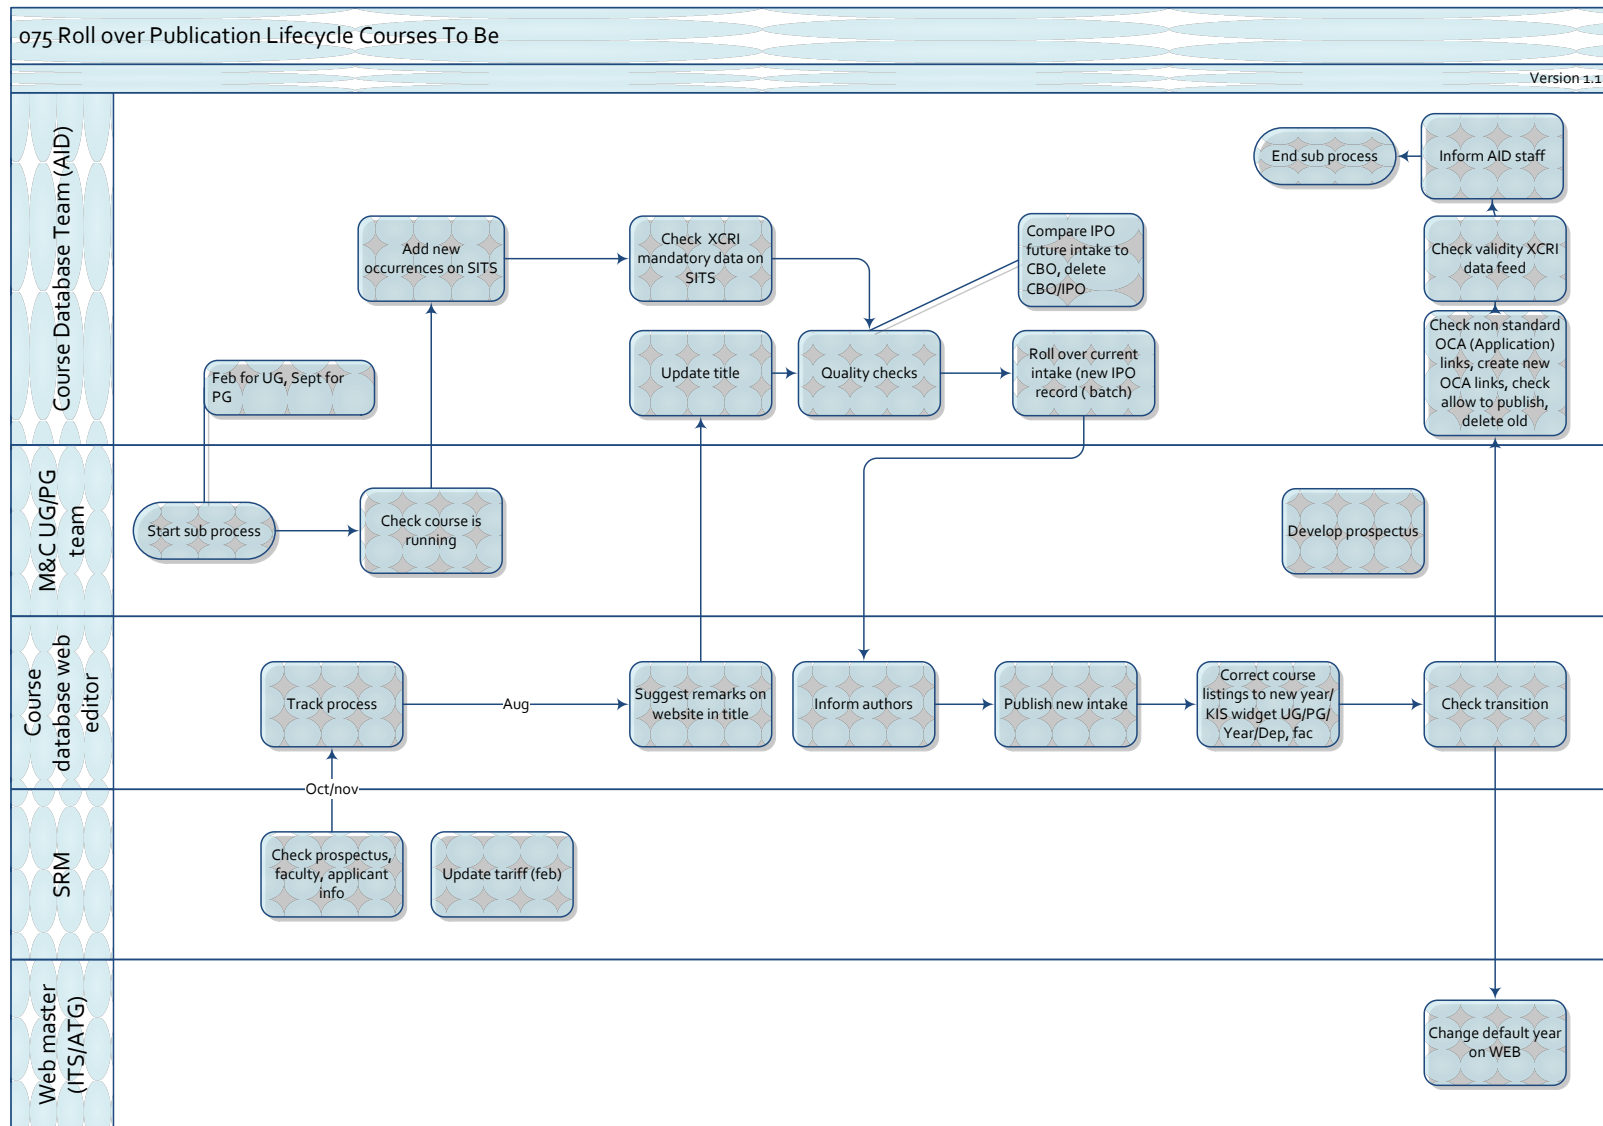 075 Roll over Publication Lifecycle Courses To Be
Version 1.1
Course Database Team (AID)
End sub process
Inform AID staff
Add new
occurrences on SITS
Check  XCRI
mandatory data on
SITS
Compare IPO
future intake to
CBO, delete
CBO/IPO
Check validity XCRI
data feed
Feb for UG, Sept for
PG
Update title
Quality checks
Roll over current
intake (new IPO
record ( batch)
Check non standard
OCA (Application)
links, create new
OCA links, check
allow to publish,
delete old
M&C UG/PG
team
Start sub process
Check course is
running
Develop prospectus
Course
database web
editor
Track process
Aug
Suggest remarks on
website in title
Inform authors
Publish new intake
Correct course
listings to new year/
KIS widget UG/PG/
Year/Dep, fac
Check transition
Oct/nov
SRM
Check prospectus,
faculty, applicant
info
Update tariff (feb)
Web master
(ITS/ATG)
Change default year
on WEB